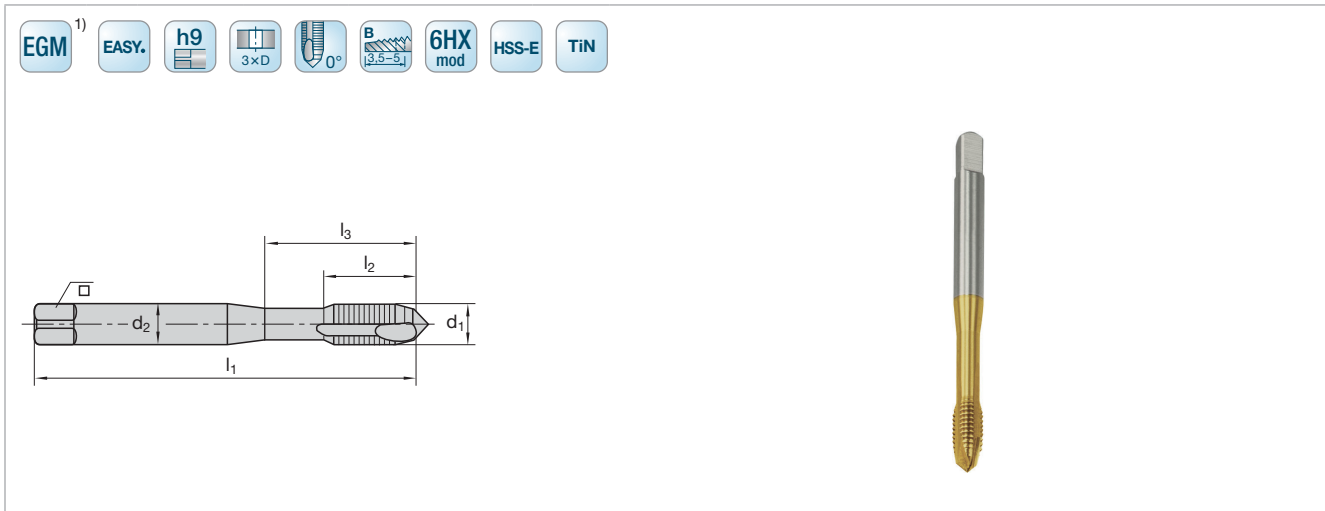 EGM 1)
EASY.
h9
3×D
0°
B
3,5–5
6HX
mod
HSS-E
TiN
l3
l2
d2
d1
l1